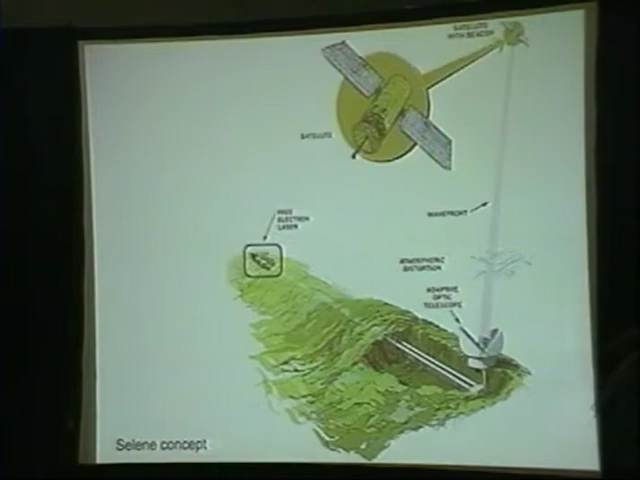 SATELLITE
WITH BEACON
SATELLITE
FREE
ELECTRON
LASER
WAVEFRONT
ATMOSPHERIC
DISTORTION
ADAPTIVE
OPTIC
TELESCOPE
Selene concept